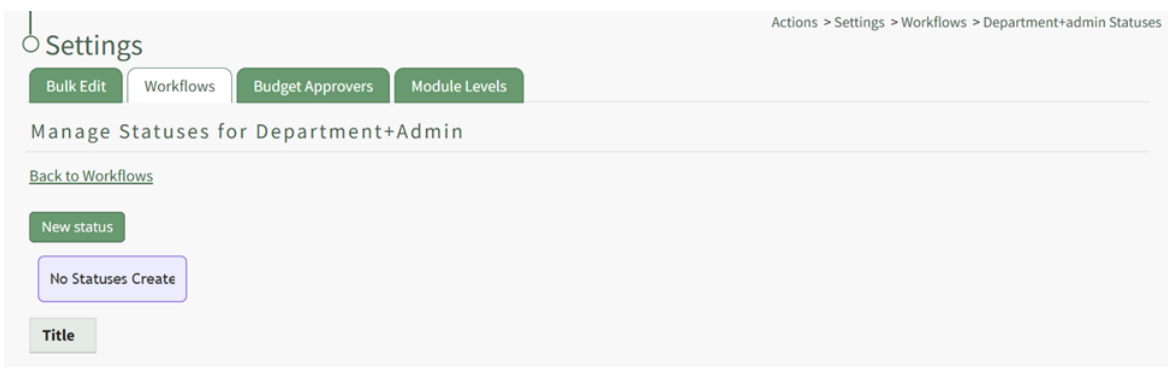 Actions > Settings > Workflows > Department+admin Statuses
Settings
Bulk Edit Workflows Budget Approvers Module Levels
Manage Statuses for Department+Admin
Back to Workflows
New status
No Statuses Create
Title